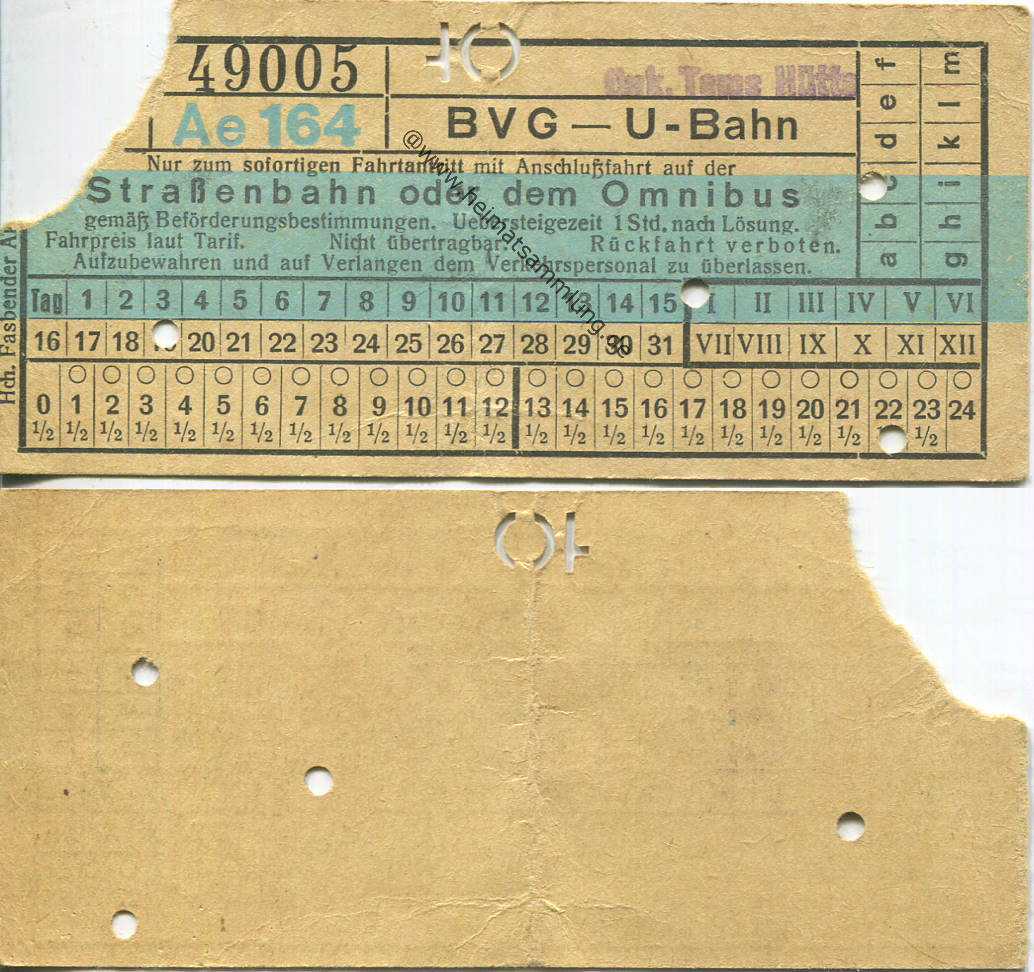 49005
Onk. Toms Hütte
Ae 164
BVG — U-Bahn
Nur zum sofortigen Fahrtantritt mit Anschlußfahrt auf der
Straßenbahn oder dem Omnibus
gemäß Beförderungsbestimmungen. Uebersteigezeit 1 Std. nach Lösung.
Fahrpreis laut Tarif. Nicht übertragbar. Rückfahrt verboten.
Aufzubewahren und auf Verlangen dem Verkehrspersonal zu überlassen.
a b c d e f
g h i k l m
Tag 1 2 3 4 5 6 7 8 9 10 11 12 13 14 15 I II III IV V VI
16 17 18 19 20 21 22 23 24 25 26 27 28 29 30 31 VII VIII IX X XI XII
0 1 2 3 4 5 6 7 8 9 10 11 12 13 14 15 16 17 18 19 20 21 22 23 24
1/2 1/2 1/2 1/2 1/2 1/2 1/2 1/2 1/2 1/2 1/2 1/2 1/2 1/2 1/2 1/2 1/2 1/2 1/2 1/2 1/2 1/2 1/2
Hch. Fasbender
@www.heimatsammlung.de